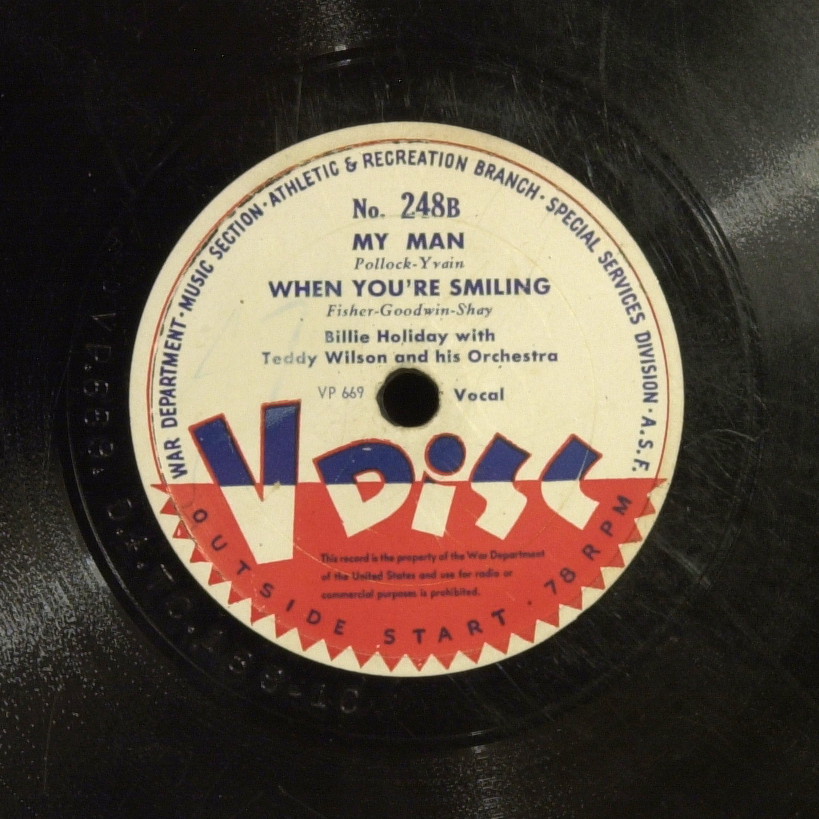 WAR DEPARTMENT·MUSIC SECTION·ATHLETIC & RECREATION BRANCH·SPECIAL SERVICES DIVISION·A.S.F.
No. 248B
MY MAN
Pollock-Yvain
WHEN YOU'RE SMILING
Fisher-Goodwin-Shay
Billie Holiday with
Teddy Wilson and his Orchestra
VP 669 Vocal
V DiSC
This record is the property of the War Department
of the United States and use for radio or
commercial purposes is prohibited.
OUTSIDE START · 78 RPM